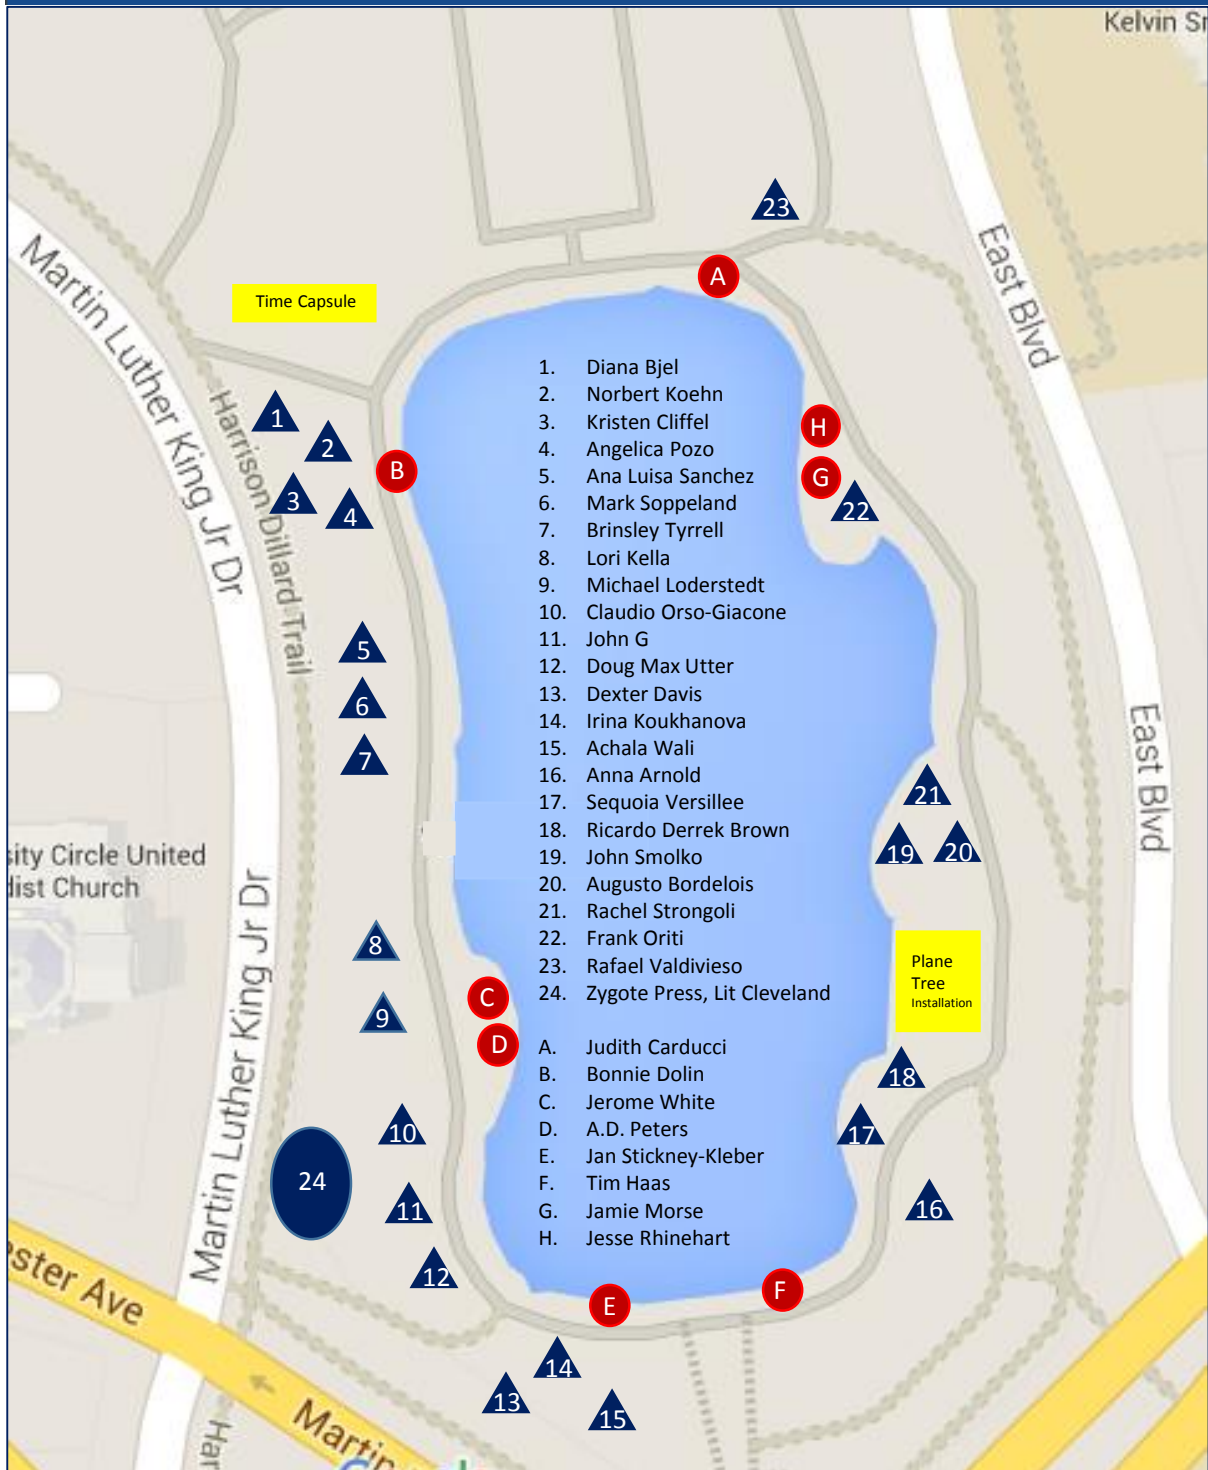 Kelvin Sm
23
East Blvd
A
Martin Luther King Jr Dr
Time Capsule
Harrison Dillard Trail
1
2
3
4
B
H
G
22
1. Diana Bjel
2. Norbert Koehn
3. Kristen Cliffel
4. Angelica Pozo
5. Ana Luisa Sanchez
6. Mark Soppeland
7. Brinsley Tyrrell
8. Lori Kella
9. Michael Loderstedt
10. Claudio Orso-Giacone
11. John G
12. Doug Max Utter
13. Dexter Davis
14. Irina Koukhanova
15. Achala Wali
16. Anna Arnold
17. Sequoia Versillee
18. Ricardo Derrek Brown
19. John Smolko
20. Augusto Bordelois
21. Rachel Strongoli
22. Frank Oriti
23. Rafael Valdivieso
24. Zygote Press, Lit Cleveland
A. Judith Carducci
B. Bonnie Dolin
C. Jerome White
D. A.D. Peters
E. Jan Stickney-Kleber
F. Tim Haas
G. Jamie Morse
H. Jesse Rhinehart
5
6
7
East Blvd
21
19
20
sity Circle United
dist Church
Martin Luther King Jr Dr
8
9
C
D
Plane
Tree
Installation
18
17
16
10
24
11
12
ster Ave
E
F
14
13
15
Martin
Har